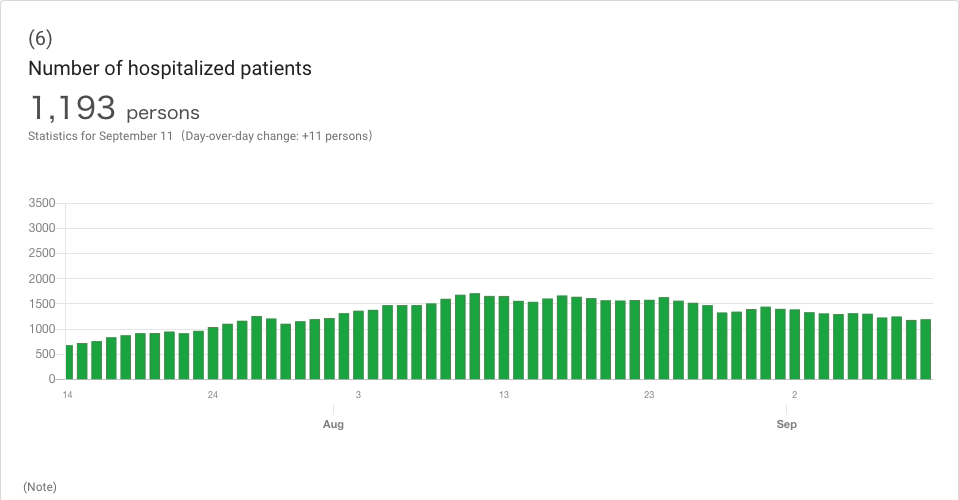 (6)
Number of hospitalized patients
1,193 persons
Statistics for September 11 (Day-over-day change: +11 persons)
3500
3000
2500
2000
1500
1000
500
0
14 24 3 13 23 2
Aug Sep
(Note)